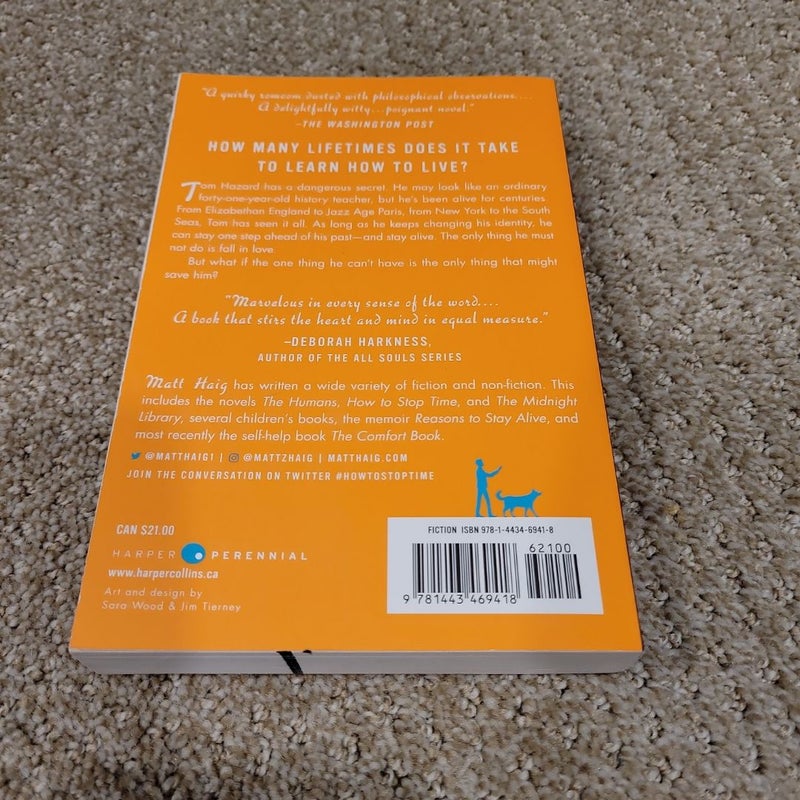 "A quirky romcom dusted with philosophical observations....
A delightfully witty...poignant novel."
–THE WASHINGTON POST
HOW MANY LIFETIMES DOES IT TAKE
TO LEARN HOW TO LIVE?
Tom Hazard has a dangerous secret. He may look like an ordinary
forty-one-year-old history teacher, but he's been alive for centuries.
From Elizabethan England to Jazz Age Paris, from New York to the South
Seas, Tom has seen it all. As long as he keeps changing his identity, he
can stay one step ahead of his past—and stay alive. The only thing he must
not do is fall in love.
But what if the one thing he can't have is the only thing that might
save him?
"Marvelous in every sense of the word....
A book that stirs the heart and mind in equal measure."
–DEBORAH HARKNESS,
AUTHOR OF THE ALL SOULS SERIES
Matt Haig has written a wide variety of fiction and non-fiction. This
includes the novels The Humans, How to Stop Time, and The Midnight
Library, several children's books, the memoir Reasons to Stay Alive, and
most recently the self-help book The Comfort Book.
@MATTHAIG1 | @MATTZHAIG | MATTHAIG.COM
JOIN THE CONVERSATION ON TWITTER #HOWTOSTOPTIME
CAN $21.00
HARPER PERENNIAL
www.harpercollins.ca
Art and design by
Sara Wood & Jim Tierney
FICTION ISBN 978-1-4434-6941-8
62100
9 781443 469418